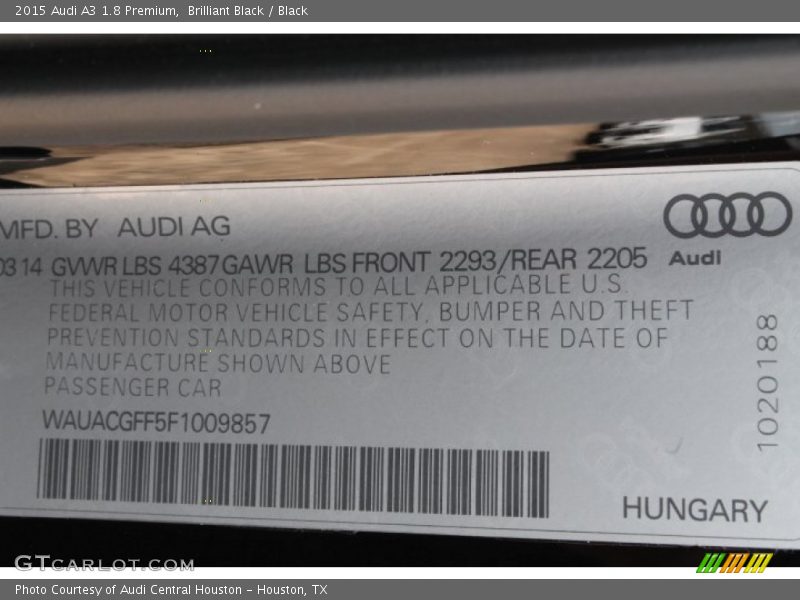 2015 Audi A3 1.8 Premium, Brilliant Black / Black
MFD. BY AUDI AG
0314 GVWR LBS 4387 GAWR LBS FRONT 2293/REAR 2205
Audi
THIS VEHICLE CONFORMS TO ALL APPLICABLE U.S.
FEDERAL MOTOR VEHICLE SAFETY, BUMPER AND THEFT
PREVENTION STANDARDS IN EFFECT ON THE DATE OF
MANUFACTURE SHOWN ABOVE
PASSENGER CAR
WAUACGFF5F1009857
1020188
HUNGARY
GTCARLOT.COM
Photo Courtesy of Audi Central Houston - Houston, TX